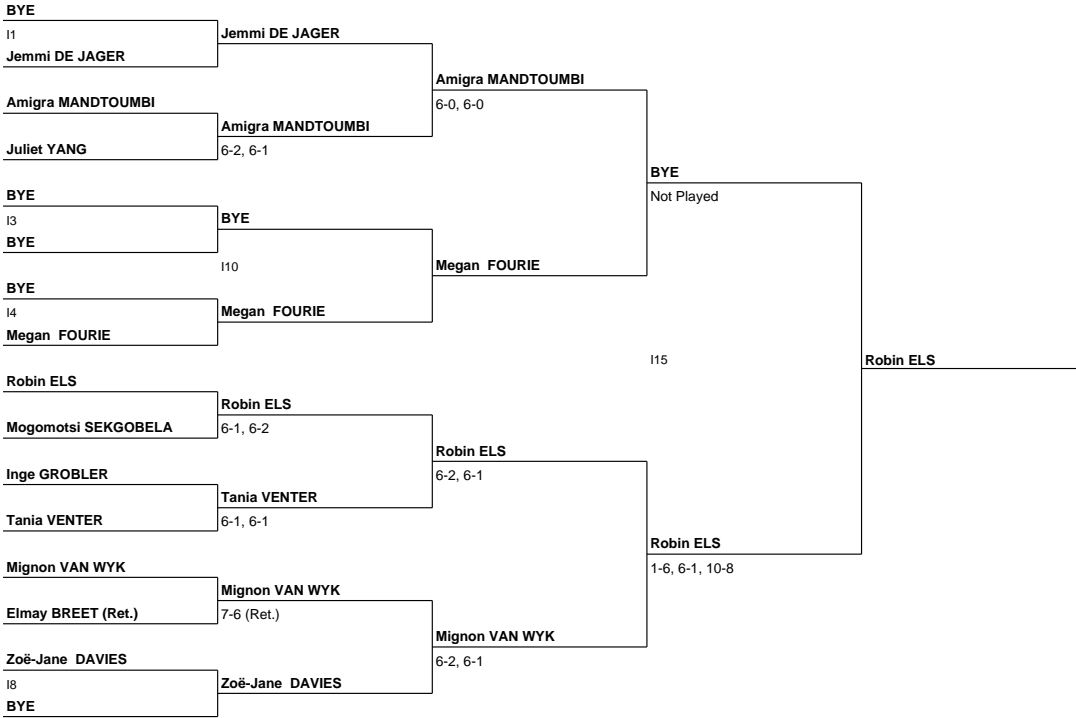 BYE
I1
Jemmi DE JAGER
Amigra MANDTOUMBI
Juliet YANG
BYE
I3
BYE
BYE
I4
Megan FOURIE
Robin ELS
Mogomotsi SEKGOBELA
Inge GROBLER
Tania VENTER
Mignon VAN WYK
Elmay BREET (Ret.)
Zoë-Jane DAVIES
I8
BYE
Jemmi DE JAGER
Amigra MANDTOUMBI
6-2, 6-1
BYE
I10
Megan FOURIE
Robin ELS
6-1, 6-2
Tania VENTER
6-1, 6-1
Mignon VAN WYK
7-6 (Ret.)
Zoë-Jane DAVIES
Amigra MANDTOUMBI
6-0, 6-0
Megan FOURIE
Robin ELS
6-2, 6-1
Mignon VAN WYK
6-2, 6-1
BYE
Not Played
I15
Robin ELS
1-6, 6-1, 10-8
Robin ELS